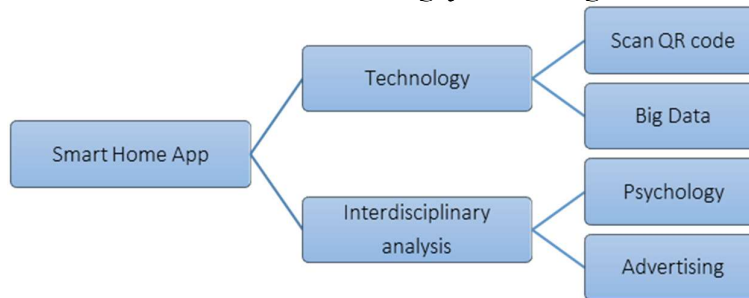 Scan QR code
Technology
Big Data
Smart Home App
Interdisciplinary
analysis
Psychology
Advertising